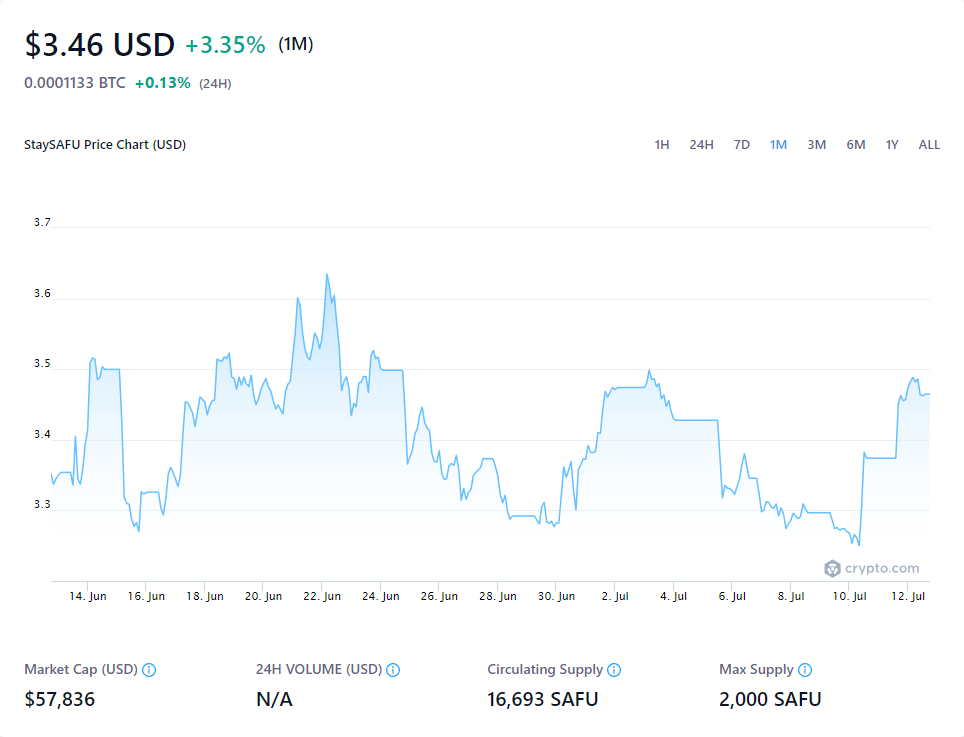 $3.46 USD +3.35% (1M)
0.0001133 BTC +0.13% (24H)
StaySAFU Price Chart (USD) 1H 24H 7D 1M 3M 6M 1Y ALL
3.7
3.6
3.5
3.4
3.3
crypto.com
14. Jun 16. Jun 18. Jun 20. Jun 22. Jun 24. Jun 26. Jun 28. Jun 30. Jun 2. Jul 4. Jul 6. Jul 8. Jul 10. Jul 12. Jul
Market Cap (USD) 24H VOLUME (USD) Circulating Supply Max Supply
$57,836 N/A 16,693 SAFU 2,000 SAFU